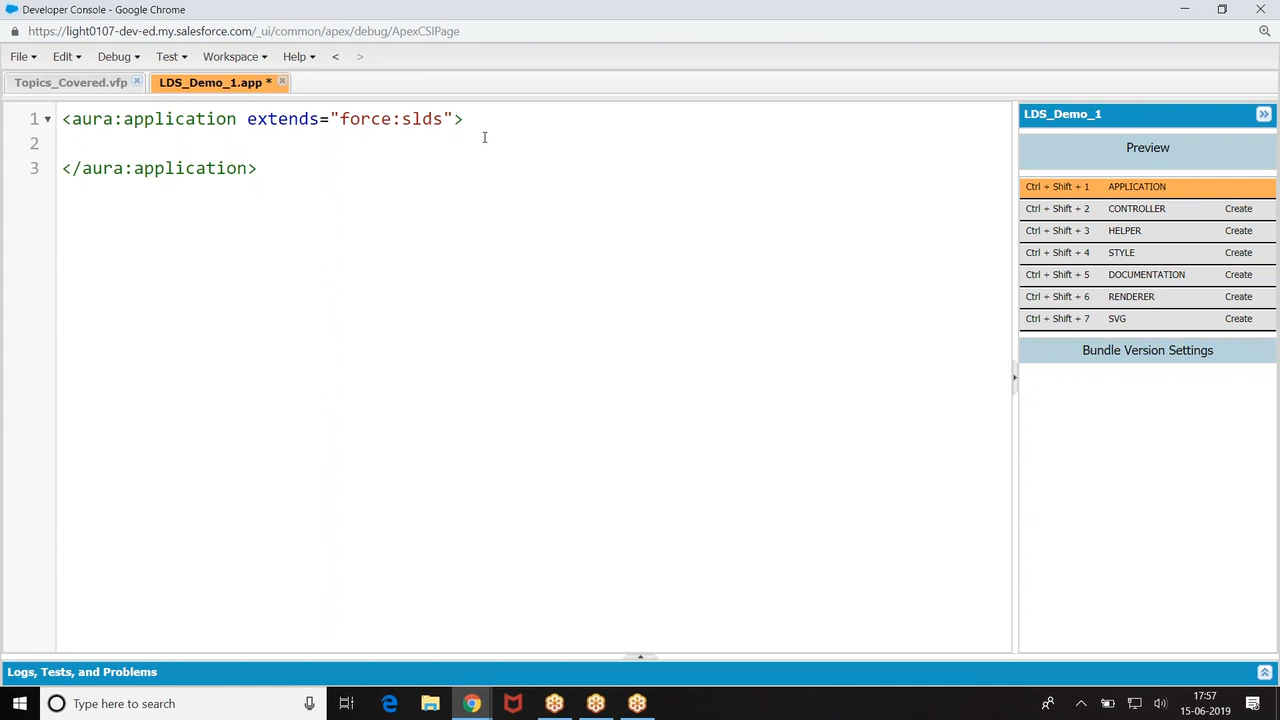 Developer Console - Google Chrome
https://light0107-dev-ed.my.salesforce.com/_ui/common/apex/debug/ApexCSIPage
File Edit Debug Test Workspace Help < >
Topics_Covered.vfp LDS_Demo_1.app *
1 <aura:application extends="force:slds">
2
3 </aura:application>
LDS_Demo_1
Preview
Ctrl + Shift + 1 APPLICATION
Ctrl + Shift + 2 CONTROLLER Create
Ctrl + Shift + 3 HELPER Create
Ctrl + Shift + 4 STYLE Create
Ctrl + Shift + 5 DOCUMENTATION Create
Ctrl + Shift + 6 RENDERER Create
Ctrl + Shift + 7 SVG Create
Bundle Version Settings
Logs, Tests, and Problems
Type here to search
17:57
15-06-2019